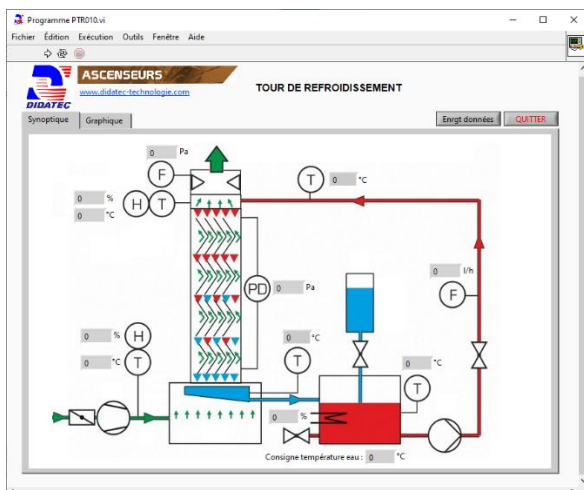 Programme PTR010.vi
Fichier Édition Exécution Outils Fenêtre Aide
ASCENSEURS
www.didatec-technologie.com
DIDATEC
TOUR DE REFROIDISSEMENT
Synoptique Graphique
Enrgt données QUITTER
0 Pa
F
T 0 °C
0 %
0 °C
H T
0 l/h
F
PD 0 Pa
0 % H
0 °C T
0 °C
T
0 °C
T
0 %
Consigne température eau : 0 °C